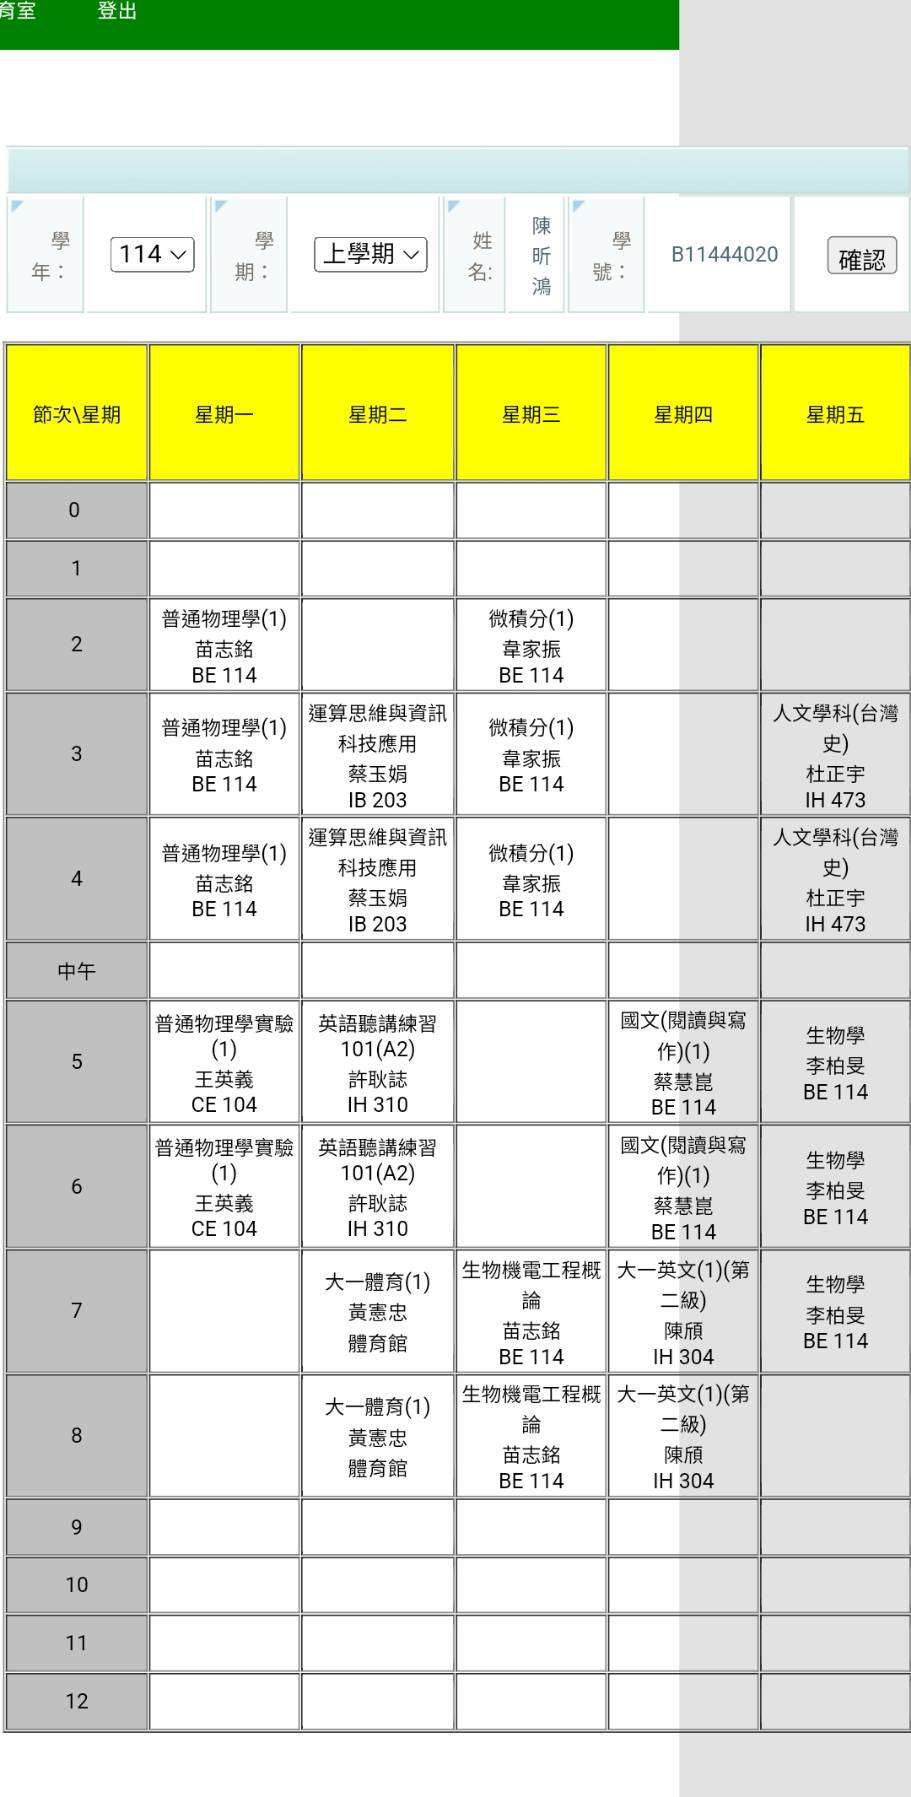 育室 登出
學年： 114 學期： 上學期 姓名: 陳昕鴻 學號： B11444020 確認
節次\星期 星期一 星期二 星期三 星期四 星期五
0
1
2
普通物理學(1)
苗志銘
BE 114
微積分(1)
韋家振
BE 114
3
普通物理學(1)
苗志銘
BE 114
運算思維與資訊
科技應用
蔡玉娟
IB 203
微積分(1)
韋家振
BE 114
人文學科(台灣
史)
杜正宇
IH 473
4
普通物理學(1)
苗志銘
BE 114
運算思維與資訊
科技應用
蔡玉娟
IB 203
微積分(1)
韋家振
BE 114
人文學科(台灣
史)
杜正宇
IH 473
中午
5
普通物理學實驗
(1)
王英義
CE 104
英語聽講練習
101(A2)
許耿誌
IH 310
國文(閱讀與寫
作)(1)
蔡慧崑
BE 114
生物學
李柏旻
BE 114
6
普通物理學實驗
(1)
王英義
CE 104
英語聽講練習
101(A2)
許耿誌
IH 310
國文(閱讀與寫
作)(1)
蔡慧崑
BE 114
生物學
李柏旻
BE 114
7
大一體育(1)
黃憲忠
體育館
生物機電工程概
論
苗志銘
BE 114
大一英文(1)(第
二級)
陳頎
IH 304
生物學
李柏旻
BE 114
8
大一體育(1)
黃憲忠
體育館
生物機電工程概
論
苗志銘
BE 114
大一英文(1)(第
二級)
陳頎
IH 304
9
10
11
12